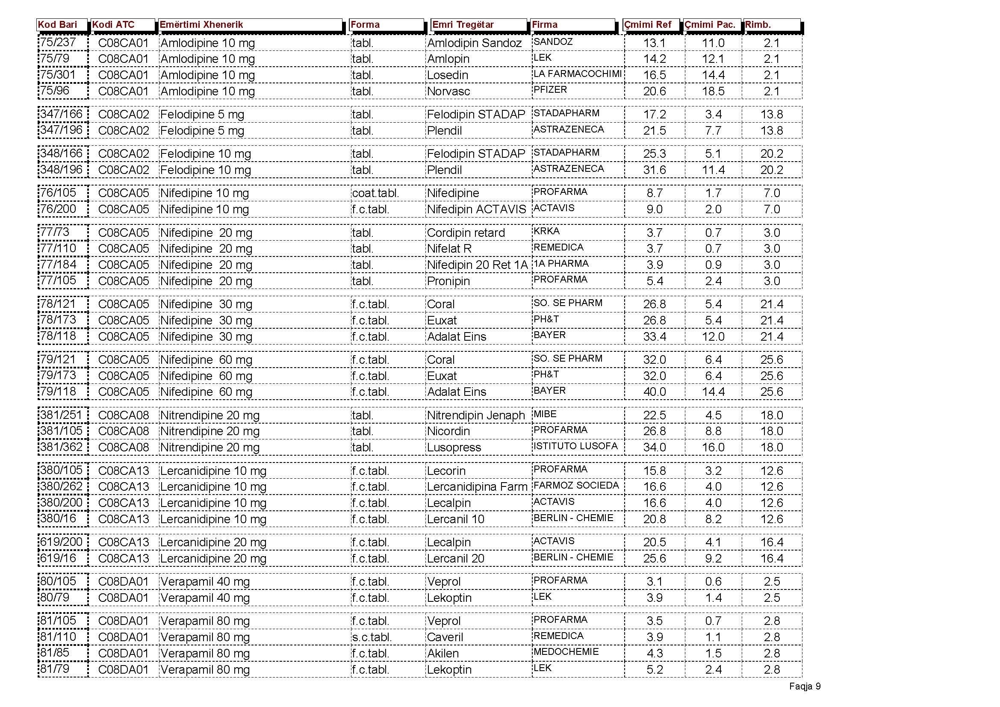 Kod Bari Kodi ATC Emërtimi Xhenerik Forma Emri Tregëtar Firma Çmimi Ref Çmimi Pac. Rimb.
75/237 C08CA01 Amlodipine 10 mg tabl. Amlodipin Sandoz SANDOZ 13.1 11.0 2.1
75/79 C08CA01 Amlodipine 10 mg tabl. Amlopin LEK 14.2 12.1 2.1
75/301 C08CA01 Amlodipine 10 mg tabl. Losedin LA FARMACOCHIMI 16.5 14.4 2.1
75/96 C08CA01 Amlodipine 10 mg tabl. Norvasc PFIZER 20.6 18.5 2.1
347/166 C08CA02 Felodipine 5 mg tabl. Felodipin STADAP STADAPHARM 17.2 3.4 13.8
347/196 C08CA02 Felodipine 5 mg tabl. Plendil ASTRAZENECA 21.5 7.7 13.8
348/166 C08CA02 Felodipine 10 mg tabl. Felodipin STADAP STADAPHARM 25.3 5.1 20.2
348/196 C08CA02 Felodipine 10 mg tabl. Plendil ASTRAZENECA 31.6 11.4 20.2
76/105 C08CA05 Nifedipine 10 mg coat.tabl. Nifedipine PROFARMA 8.7 1.7 7.0
76/200 C08CA05 Nifedipine 10 mg f.c.tabl. Nifedipin ACTAVIS ACTAVIS 9.0 2.0 7.0
77/73 C08CA05 Nifedipine 20 mg tabl. Cordipin retard KRKA 3.7 0.7 3.0
77/110 C08CA05 Nifedipine 20 mg tabl. Nifelat R REMEDICA 3.7 0.7 3.0
77/184 C08CA05 Nifedipine 20 mg tabl. Nifedipin 20 Ret 1A 1A PHARMA 3.9 0.9 3.0
77/105 C08CA05 Nifedipine 20 mg tabl. Pronipin PROFARMA 5.4 2.4 3.0
78/121 C08CA05 Nifedipine 30 mg f.c.tabl. Coral SO. SE PHARM 26.8 5.4 21.4
78/173 C08CA05 Nifedipine 30 mg f.c.tabl. Euxat PH&T 26.8 5.4 21.4
78/118 C08CA05 Nifedipine 30 mg f.c.tabl. Adalat Eins BAYER 33.4 12.0 21.4
79/121 C08CA05 Nifedipine 60 mg f.c.tabl. Coral SO. SE PHARM 32.0 6.4 25.6
79/173 C08CA05 Nifedipine 60 mg f.c.tabl. Euxat PH&T 32.0 6.4 25.6
79/118 C08CA05 Nifedipine 60 mg f.c.tabl. Adalat Eins BAYER 40.0 14.4 25.6
381/251 C08CA08 Nitrendipine 20 mg tabl. Nitrendipin Jenaph MIBE 22.5 4.5 18.0
381/105 C08CA08 Nitrendipine 20 mg tabl. Nicordin PROFARMA 26.8 8.8 18.0
381/362 C08CA08 Nitrendipine 20 mg tabl. Lusopress ISTITUTO LUSOFA 34.0 16.0 18.0
380/105 C08CA13 Lercanidipine 10 mg f.c.tabl. Lecorin PROFARMA 15.8 3.2 12.6
380/262 C08CA13 Lercanidipine 10 mg f.c.tabl. Lercanidipina Farm FARMOZ SOCIEDA 16.6 4.0 12.6
380/200 C08CA13 Lercanidipine 10 mg f.c.tabl. Lecalpin ACTAVIS 16.6 4.0 12.6
380/16 C08CA13 Lercanidipine 10 mg f.c.tabl. Lercanil 10 BERLIN - CHEMIE 20.8 8.2 12.6
619/200 C08CA13 Lercanidipine 20 mg f.c.tabl. Lecalpin ACTAVIS 20.5 4.1 16.4
619/16 C08CA13 Lercanidipine 20 mg f.c.tabl. Lercanil 20 BERLIN - CHEMIE 25.6 9.2 16.4
80/105 C08DA01 Verapamil 40 mg f.c.tabl. Veprol PROFARMA 3.1 0.6 2.5
80/79 C08DA01 Verapamil 40 mg f.c.tabl. Lekoptin LEK 3.9 1.4 2.5
81/105 C08DA01 Verapamil 80 mg f.c.tabl. Veprol PROFARMA 3.5 0.7 2.8
81/110 C08DA01 Verapamil 80 mg s.c.tabl. Caveril REMEDICA 3.9 1.1 2.8
81/85 C08DA01 Verapamil 80 mg f.c.tabl. Akilen MEDOCHEMIE 4.3 1.5 2.8
81/79 C08DA01 Verapamil 80 mg f.c.tabl. Lekoptin LEK 5.2 2.4 2.8
Faqja 9